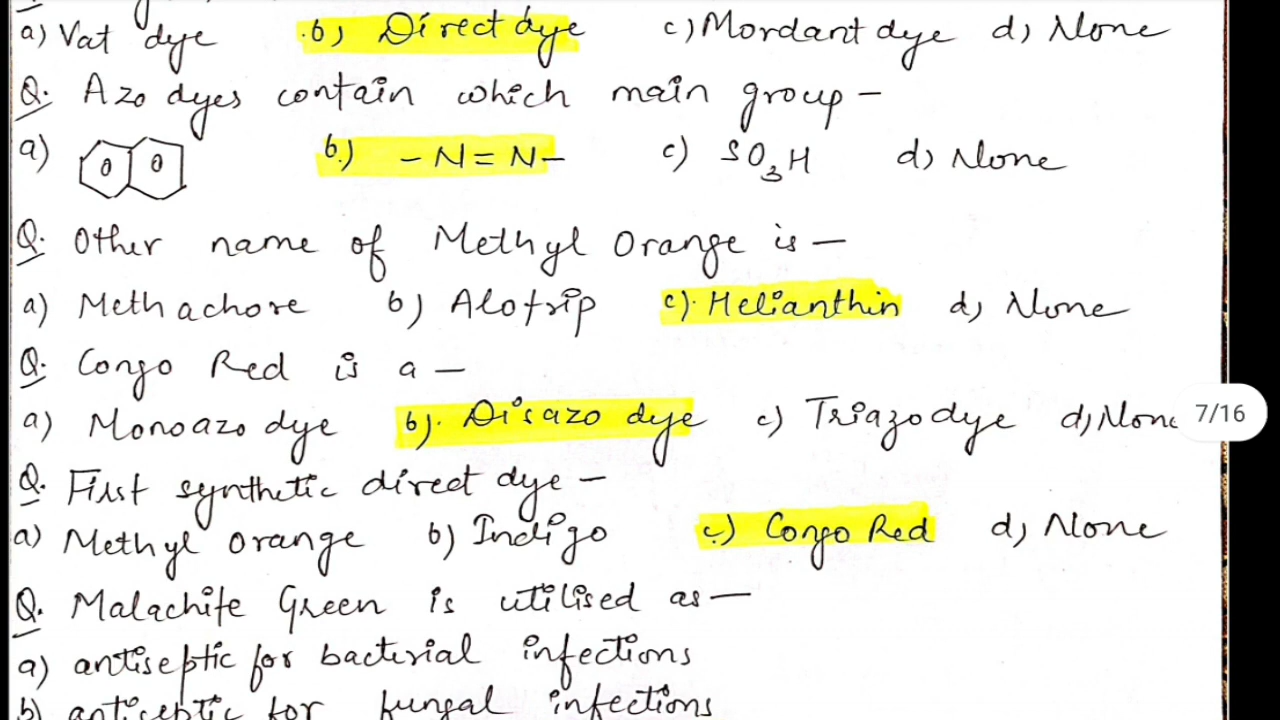 a) Vat dye b) Direct dye c) Mordant dye d) None
Q. Azo dyes contain which main group –
a) b.) – N = N – c) SO3H d) None
Q. Other name of Methyl Orange is –
a) Methachore b) Alotrip c). Helianthin d) None
Q. Congo Red is a –
a) Monoazo dye b). Disazo dye c) Triazo dye d) None
7/16
Q. First synthetic direct dye –
a) Methyl orange b) Indigo c.) Congo Red d) None
Q. Malachite Green is utilised as –
a) antiseptic for bacterial infections
b) antiseptic for fungal infections